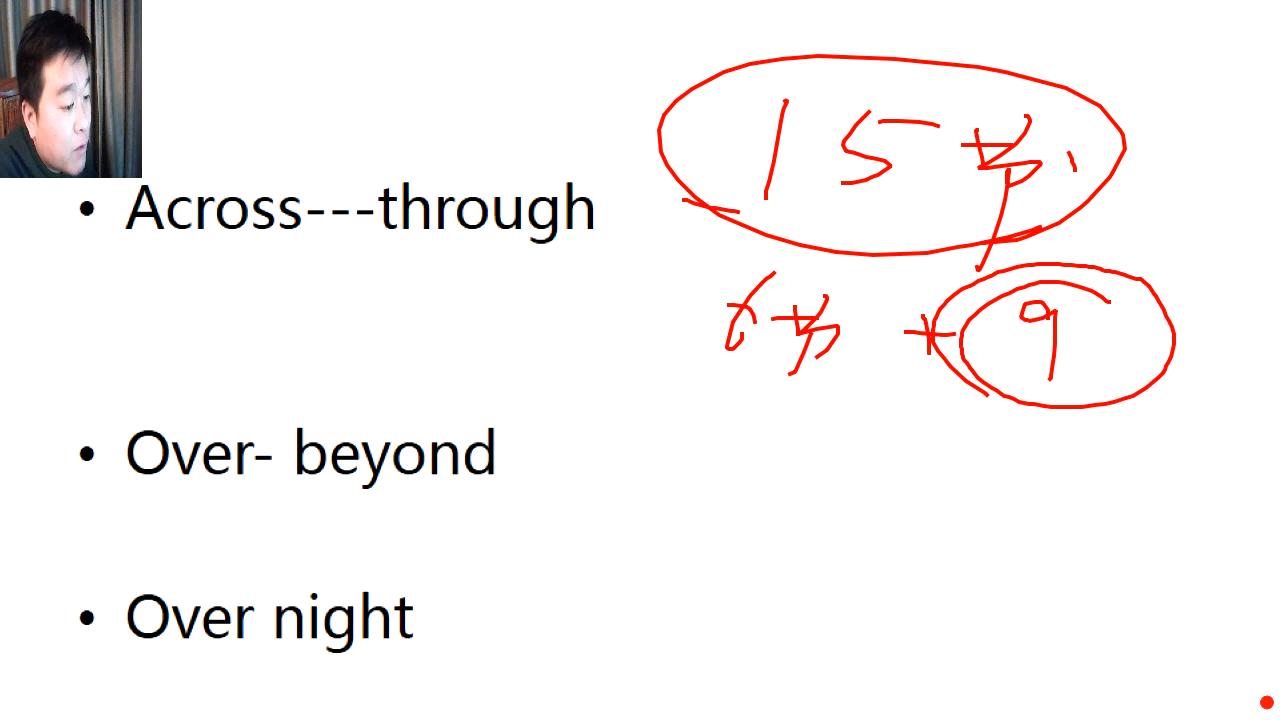 15岁
• Across---through
6岁 + 9
• Over- beyond
• Over night